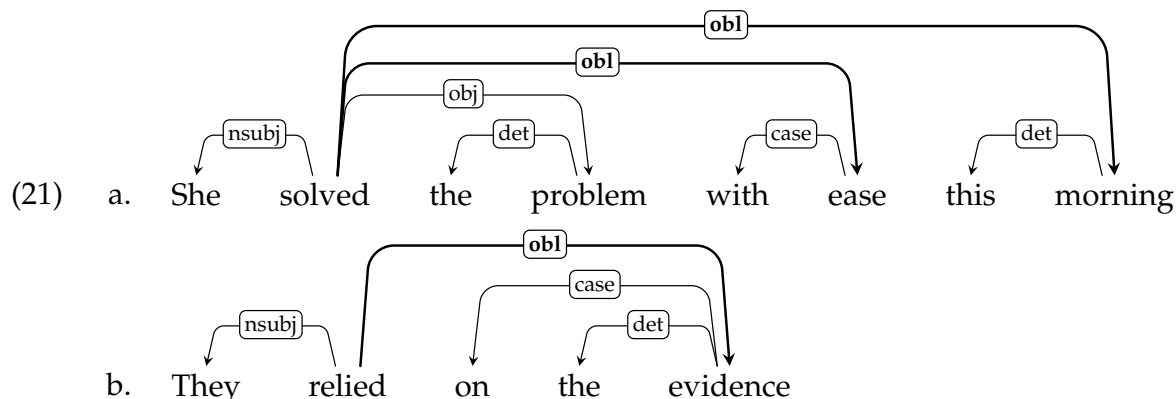 obl
obl
obj
nsubj det case det
(21) a. She solved the problem with ease this morning
obl
case
nsubj det
b. They relied on the evidence